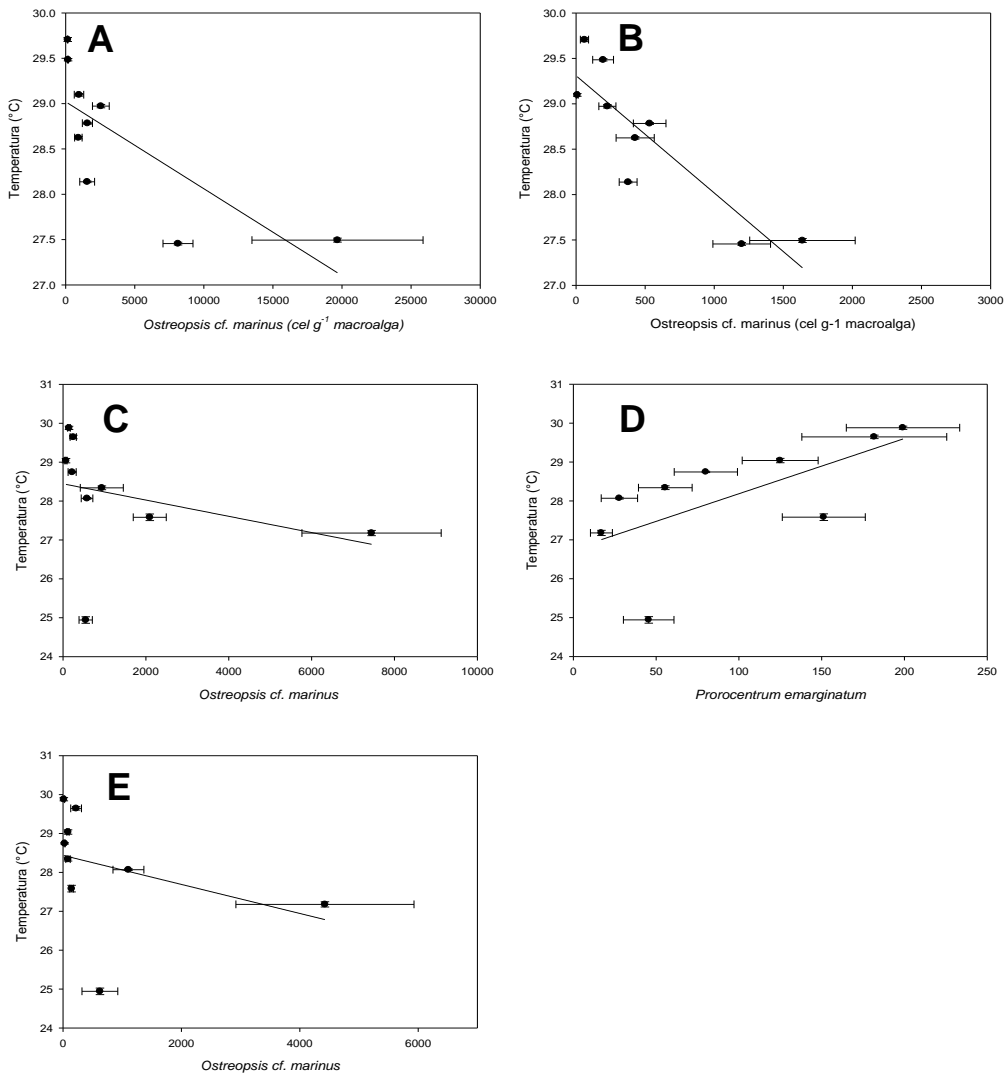 A
30.0
29.5
29.0
28.5
28.0
27.5
27.0
Temperatura (°C)
0 5000 10000 15000 20000 25000 30000
Ostreopsis cf. marinus (cel g-1 macroalga)
B
30.0
29.5
29.0
28.5
28.0
27.5
27.0
Temperatura (°C)
0 500 1000 1500 2000 2500 3000
Ostreopsis cf. marinus (cel g-1 macroalga)
C
31
30
29
28
27
26
25
24
Temperatura (°C)
0 2000 4000 6000 8000 10000
Ostreopsis cf. marinus
D
31
30
29
28
27
26
25
24
Temperatura (°C)
0 50 100 150 200 250
Prorocentrum emarginatum
E
31
30
29
28
27
26
25
24
Temperatura (°C)
0 2000 4000 6000
Ostreopsis cf. marinus